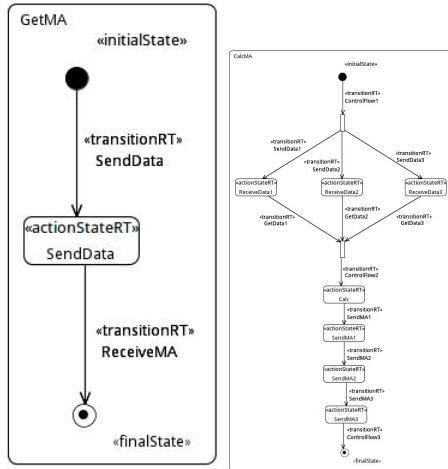 GetMA
«initialState»
«transitionRT»
SendData
«actionStateRT»
SendData
«transitionRT»
ReceiveMA
«finalState»
CalcMA
«initialState»
«transitionRT»
ControlFlow1
«transitionRT»
SendData1
«transitionRT»
SendData2
«transitionRT»
SendData3
«actionStateRT»
ReceiveData1
«actionStateRT»
ReceiveData2
«actionStateRT»
ReceiveData3
«transitionRT»
GetData1
«transitionRT»
GetData2
«transitionRT»
GetData3
«transitionRT»
ControlFlow2
«actionStateRT»
Calc
«transitionRT»
SendMA1
«actionStateRT»
SendMA1
«transitionRT»
SendMA2
«actionStateRT»
SendMA2
«transitionRT»
SendMA3
«actionStateRT»
SendMA3
«transitionRT»
ControlFlow3
«finalState»